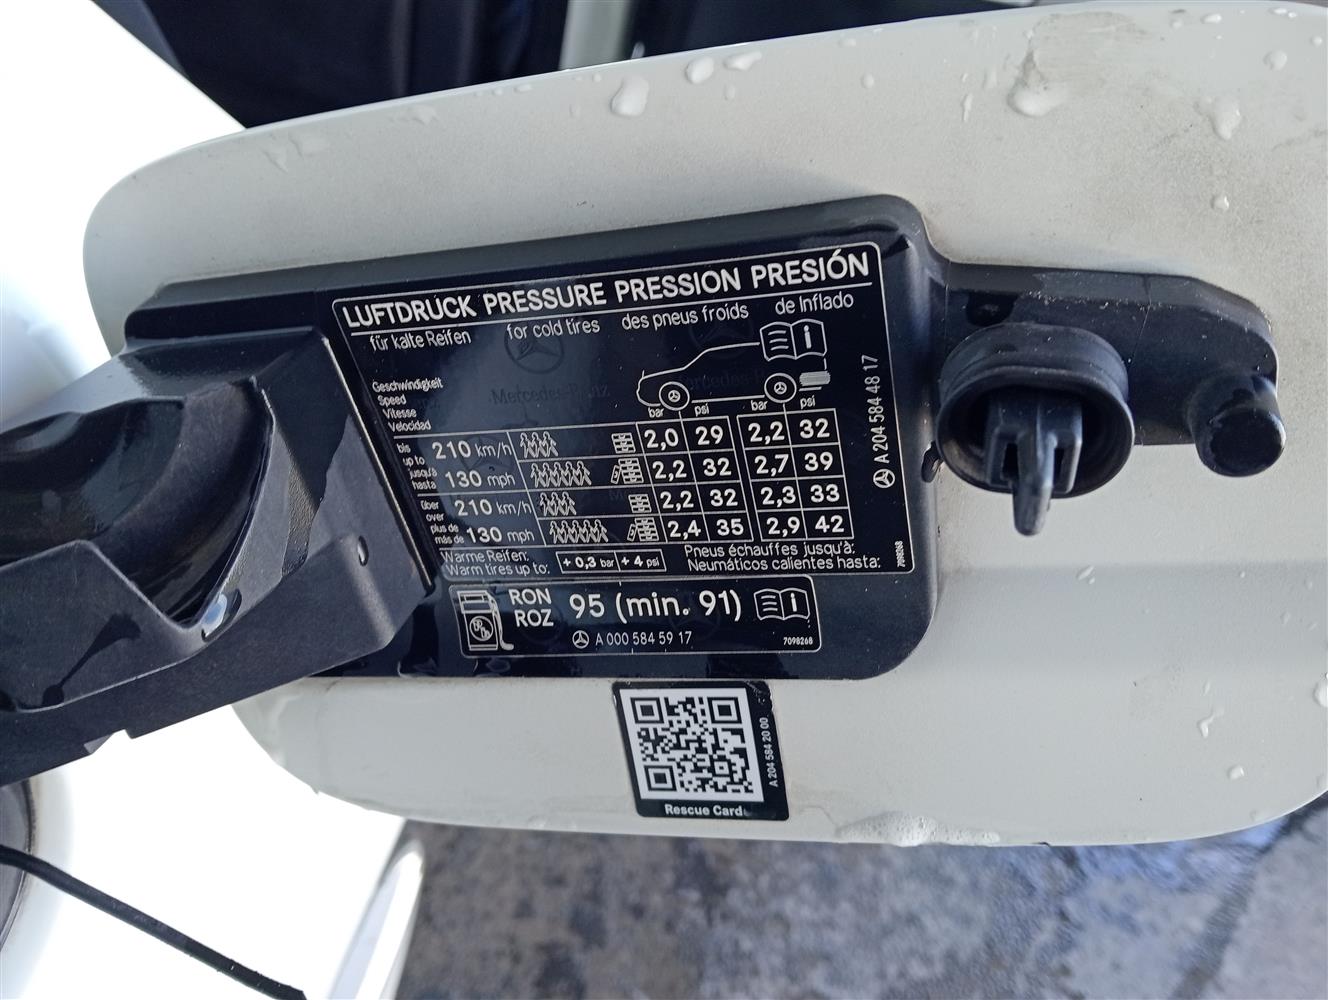 LUFTDRUCK PRESSURE PRESSION PRESIÓN
für kalte Reifen for cold tires des pneus froids de Inflado
Geschwindigkeit
Speed
Vitesse
Velocidad
bar psi bar psi
bis
up to
jusqu'à
hasta
210 km/h
130 mph
2,0 29 2,2 32
2,2 32 2,7 39
über
over
plus de
más de
210 km/h
130 mph
2,2 32 2,3 33
2,4 35 2,9 42
Warme Reifen:
Warm tires up to:
+ 0,3 bar + 4 psi
Pneus échauffes jusqu'à:
Neumáticos calientes hasta:
A 204 584 48 17
7098268
RON
ROZ
95 (min. 91)
A 000 584 59 17
7098268
A 204 584 20 00
Rescue Card